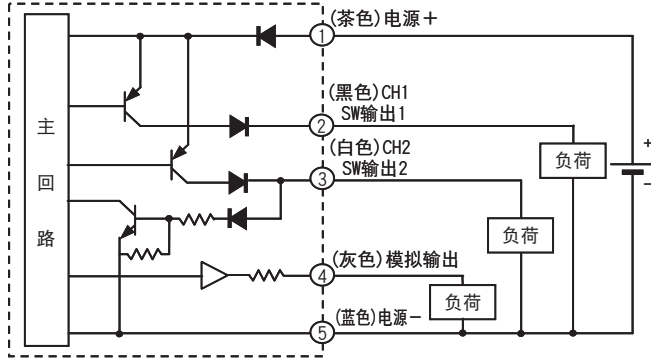 主回路
① (茶色)电源＋
(黑色)CH1
② SW输出1
(白色)CH2
③ SW输出2
④ (灰色)模拟输出
⑤ (蓝色)电源－
负荷
负荷
负荷
＋
－